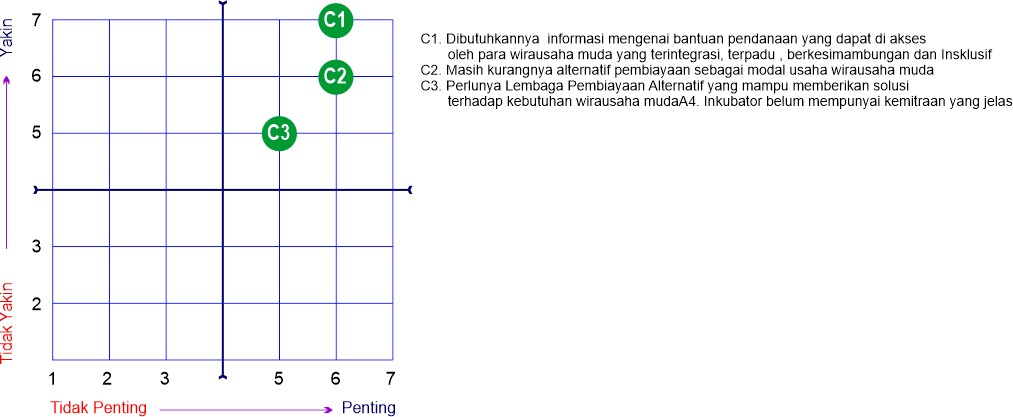 7
6
5
3
2
Yakin
Tidak Yakin
C1
C2
C3
1 2 3 5 6 7
Tidak Penting Penting
C1. Dibutuhkannya informasi mengenai bantuan pendanaan yang dapat di akses
oleh para wirausaha muda yang terintegrasi, terpadu , berkesimambungan dan Insklusif
C2. Masih kurangnya alternatif pembiayaan sebagai modal usaha wirausaha muda
C3. Perlunya Lembaga Pembiayaan Alternatif yang mampu memberikan solusi
terhadap kebutuhan wirausaha mudaA4. Inkubator belum mempunyai kemitraan yang jelas